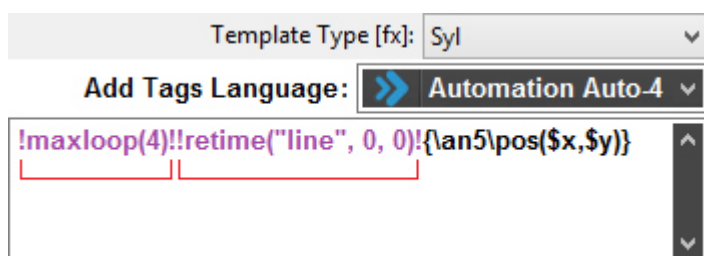 Template Type [fx]: Syl
Add Tags Language: Automation Auto-4
!maxloop(4)!!retime("line", 0, 0)!{\an5\pos($x,$y)}